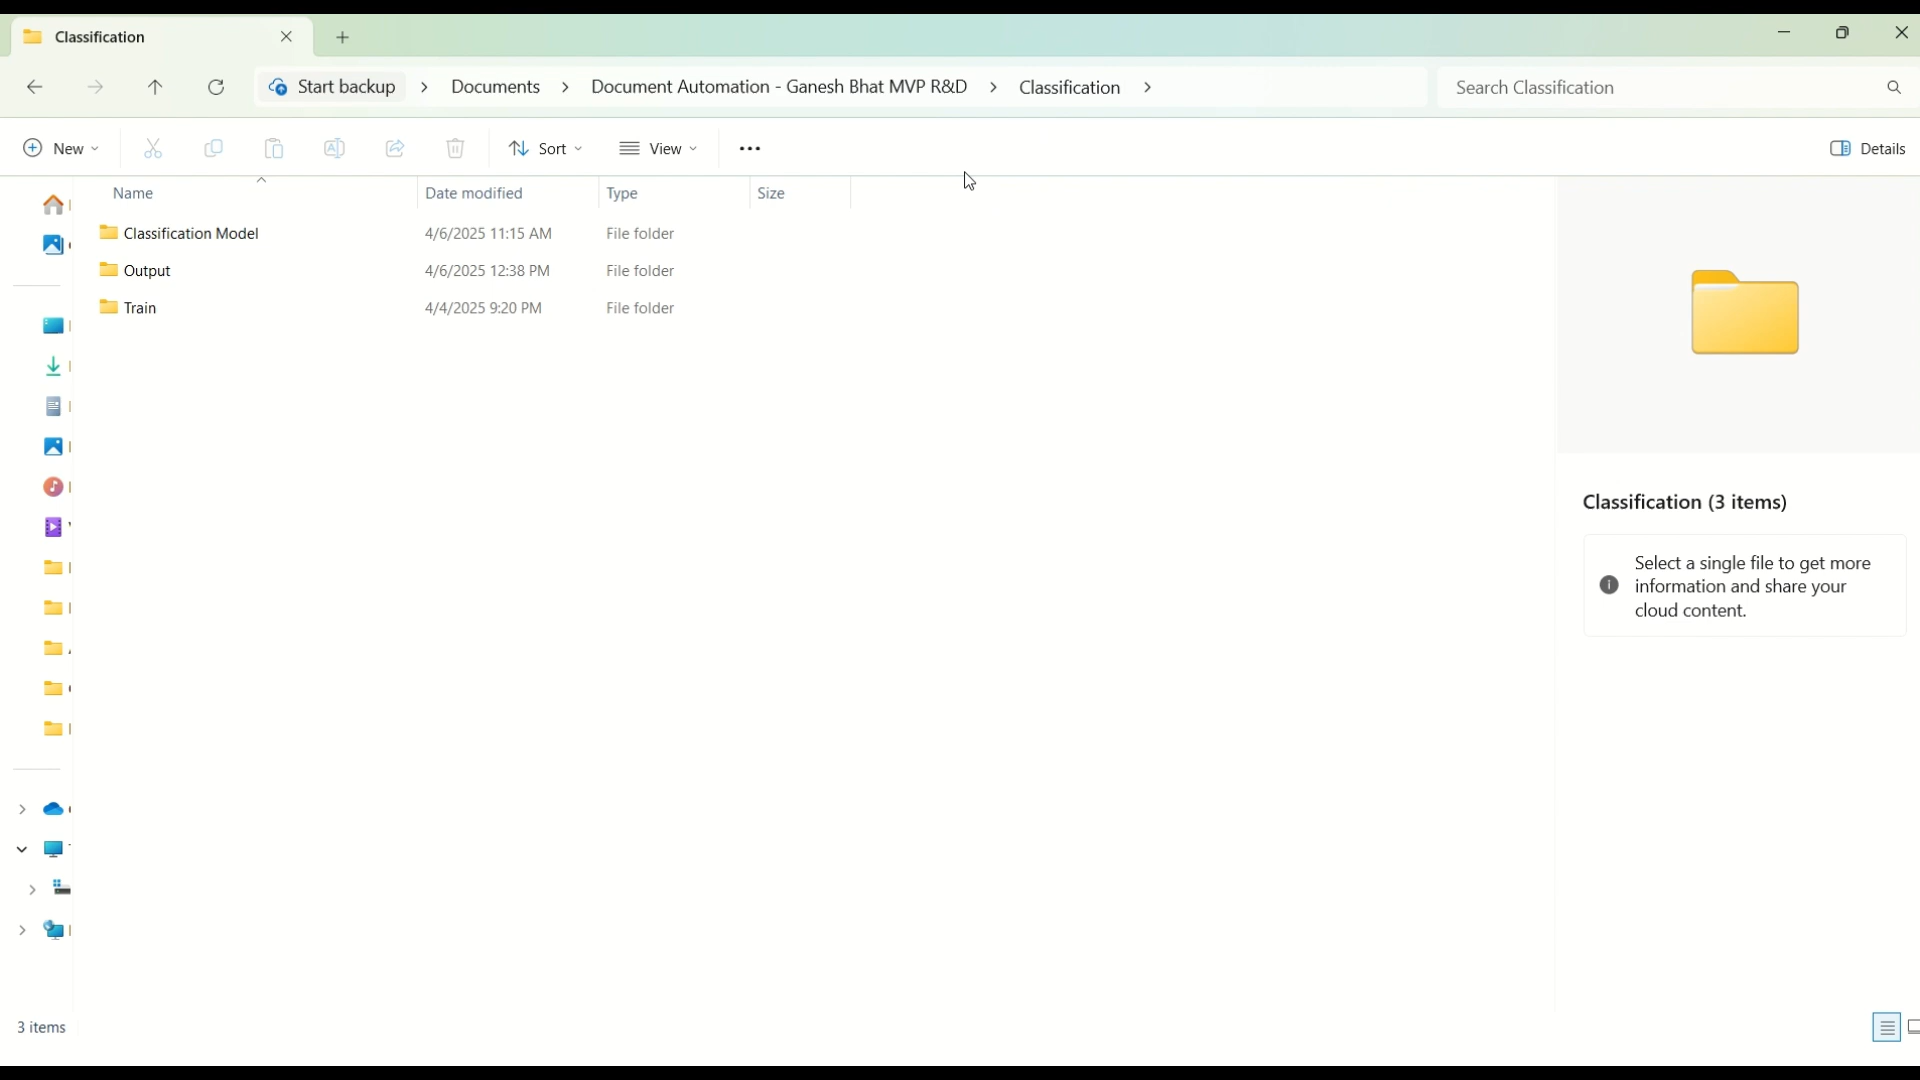 Classification
Start backup > Documents > Document Automation - Ganesh Bhat MVP R&D > Classification >
Search Classification
New
Sort
View
Details
Name Date modified Type Size
Classification Model 4/6/2025 11:15 AM File folder
Output 4/6/2025 12:38 PM File folder
Train 4/4/2025 9:20 PM File folder
Classification (3 items)
Select a single file to get more
information and share your
cloud content.
3 items